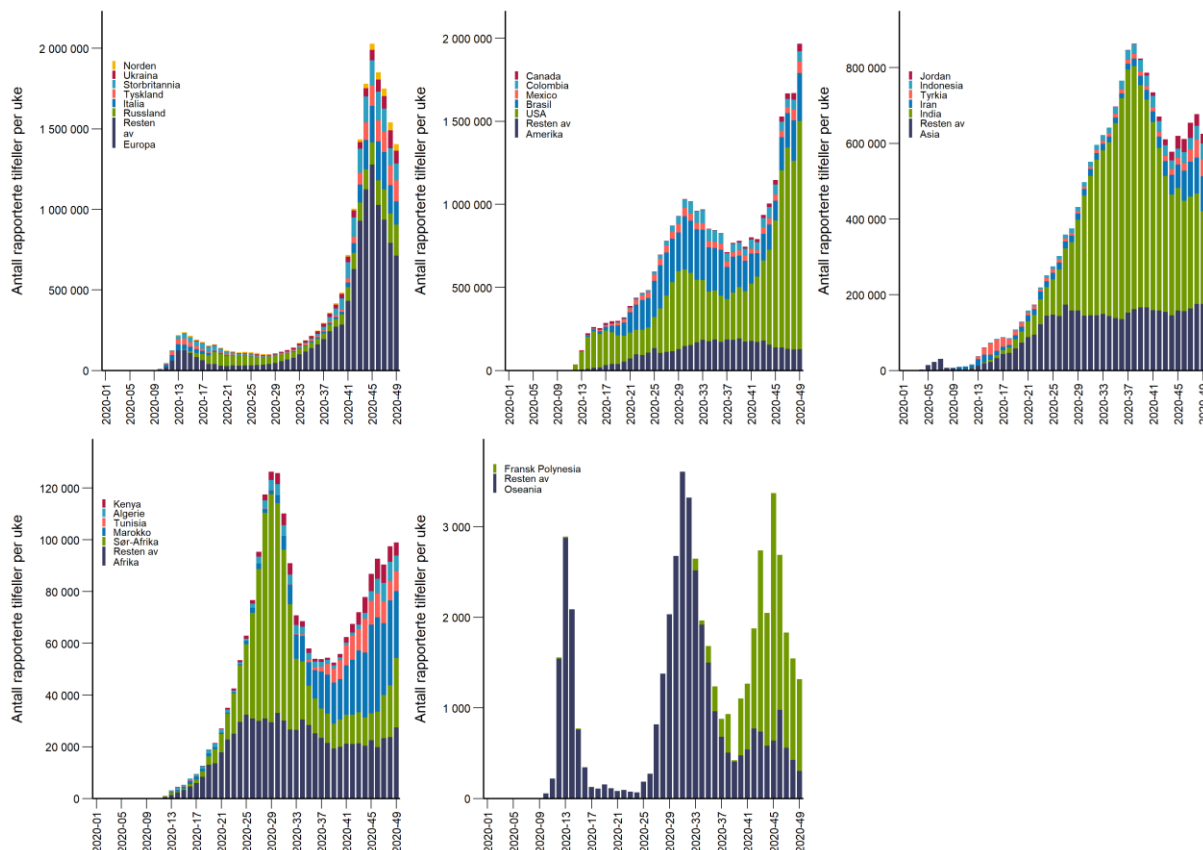 Antall rapporterte tilfeller per uke
2 000 000
1 500 000
1 000 000
500 000
0
Norden
Ukraina
Storbritannia
Tyskland
Italia
Russland
Resten
av
Europa
2020-01
2020-05
2020-09
2020-13
2020-17
2020-21
2020-25
2020-29
2020-33
2020-37
2020-41
2020-45
2020-49
Antall rapporterte tilfeller per uke
2 000 000
1 500 000
1 000 000
500 000
0
Canada
Colombia
Mexico
Brasil
USA
Resten av
Amerika
2020-01
2020-05
2020-09
2020-13
2020-17
2020-21
2020-25
2020-29
2020-33
2020-37
2020-41
2020-45
2020-49
Antall rapporterte tilfeller per uke
800 000
600 000
400 000
200 000
0
Jordan
Indonesia
Tyrkia
Iran
India
Resten av
Asia
2020-01
2020-05
2020-09
2020-13
2020-17
2020-21
2020-25
2020-29
2020-33
2020-37
2020-41
2020-45
2020-49
Antall rapporterte tilfeller per uke
120 000
100 000
80 000
60 000
40 000
20 000
0
Kenya
Algerie
Tunisia
Marokko
Sør-Afrika
Resten av
Afrika
2020-01
2020-05
2020-09
2020-13
2020-17
2020-21
2020-25
2020-29
2020-33
2020-37
2020-41
2020-45
2020-49
Antall rapporterte tilfeller per uke
3 000
2 000
1 000
0
Fransk Polynesia
Resten av
Oseania
2020-01
2020-05
2020-09
2020-13
2020-17
2020-21
2020-25
2020-29
2020-33
2020-37
2020-41
2020-45
2020-49